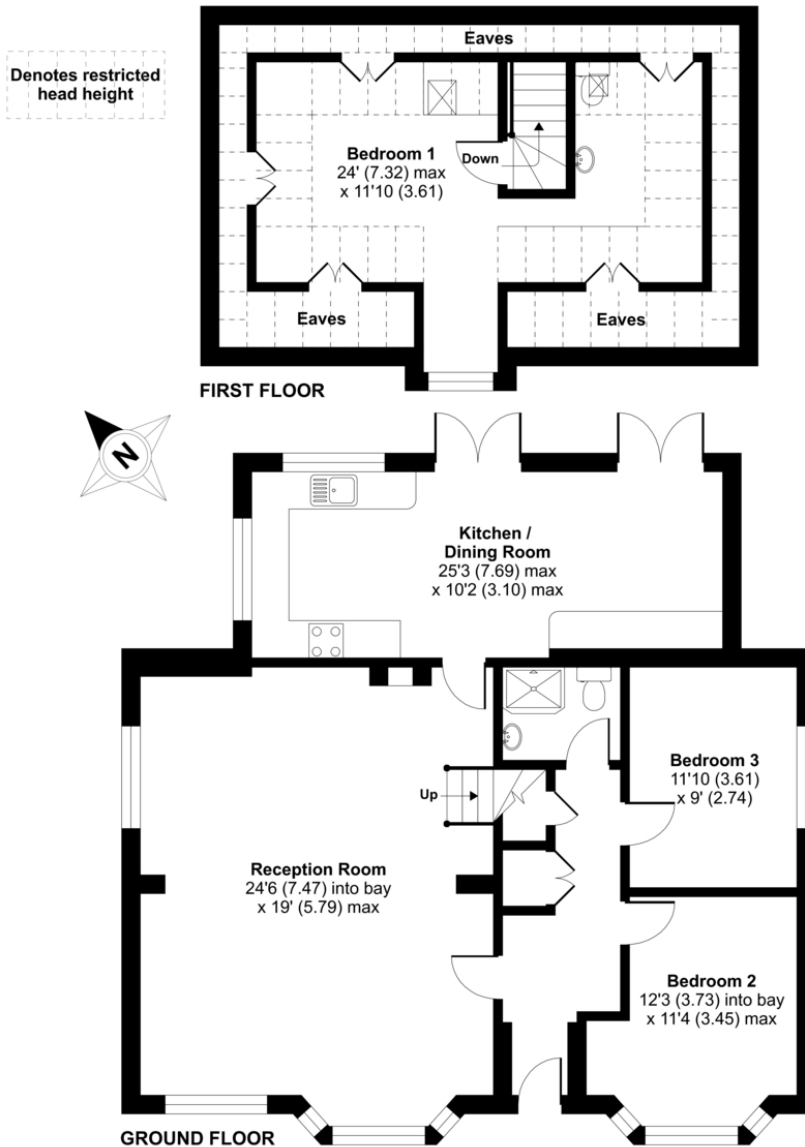 Denotes restricted
head height
Eaves
Bedroom 1
24' (7.32) max
x 11'10 (3.61)
Down
Eaves
Eaves
FIRST FLOOR
N
Kitchen /
Dining Room
25'3 (7.69) max
x 10'2 (3.10) max
Up
Bedroom 3
11'10 (3.61)
x 9' (2.74)
Reception Room
24'6 (7.47) into bay
x 19' (5.79) max
Bedroom 2
12'3 (3.73) into bay
x 11'4 (3.45) max
GROUND FLOOR